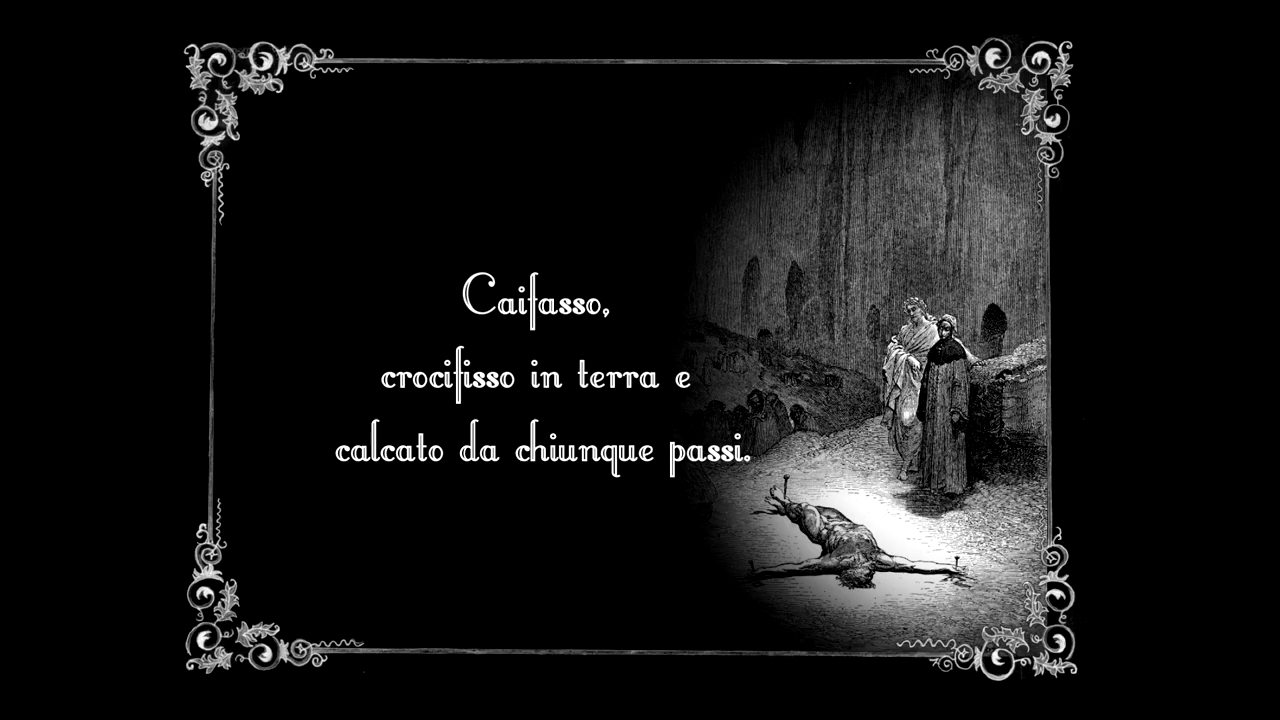 Caifasso,
crocifisso in terra e
calcato da chiunque passi.